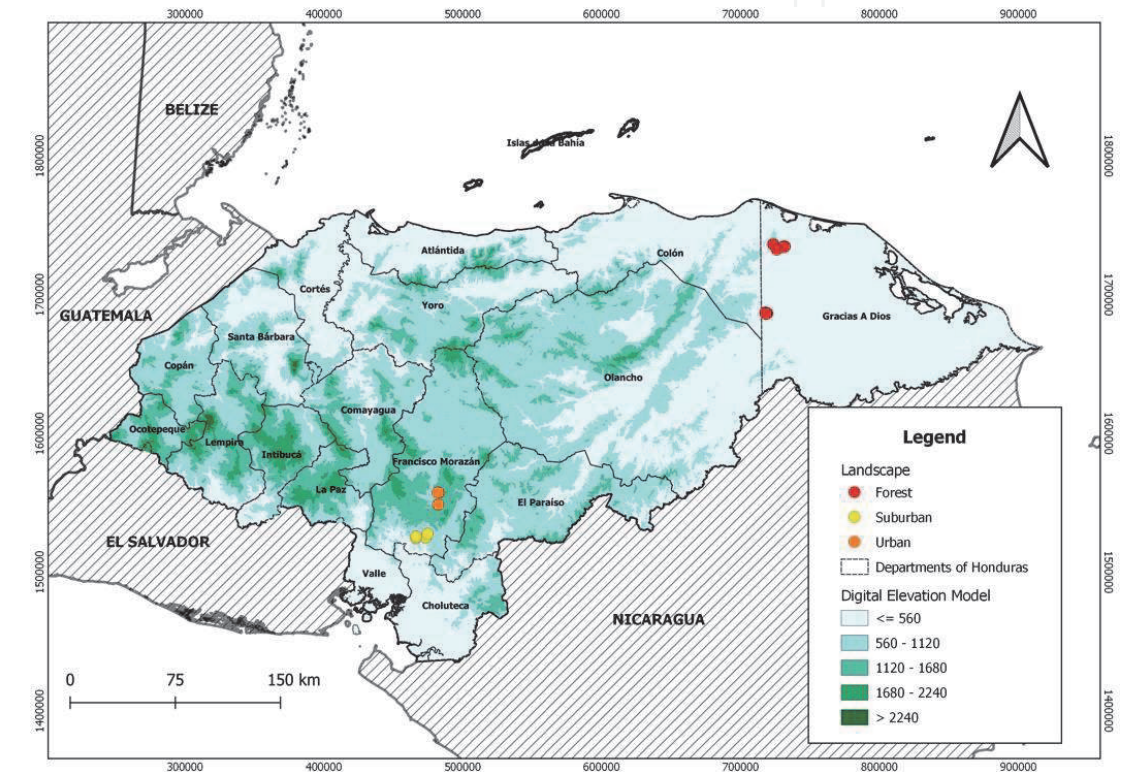 300000 400000 500000 600000 700000 800000 900000
1800000
1700000
1600000
1500000
1400000
BELIZE
Islas de la Bahía
Atlántida
Colón
Cortés
Yoro
GUATEMALA
Gracias A Dios
Santa Bárbara
Copán
Olancho
Comayagua
Ocotepeque
Lempira
Intibucá
Francisco Morazán
La Paz
El Paraíso
EL SALVADOR
Valle
Choluteca
NICARAGUA
0 75 150 km
Legend
Landscape
Forest
Suburban
Urban
Departments of Honduras
Digital Elevation Model
<= 560
560 - 1120
1120 - 1680
1680 - 2240
> 2240
1800000
1700000
1600000
1500000
1400000
300000 400000 500000 600000 700000 800000 900000